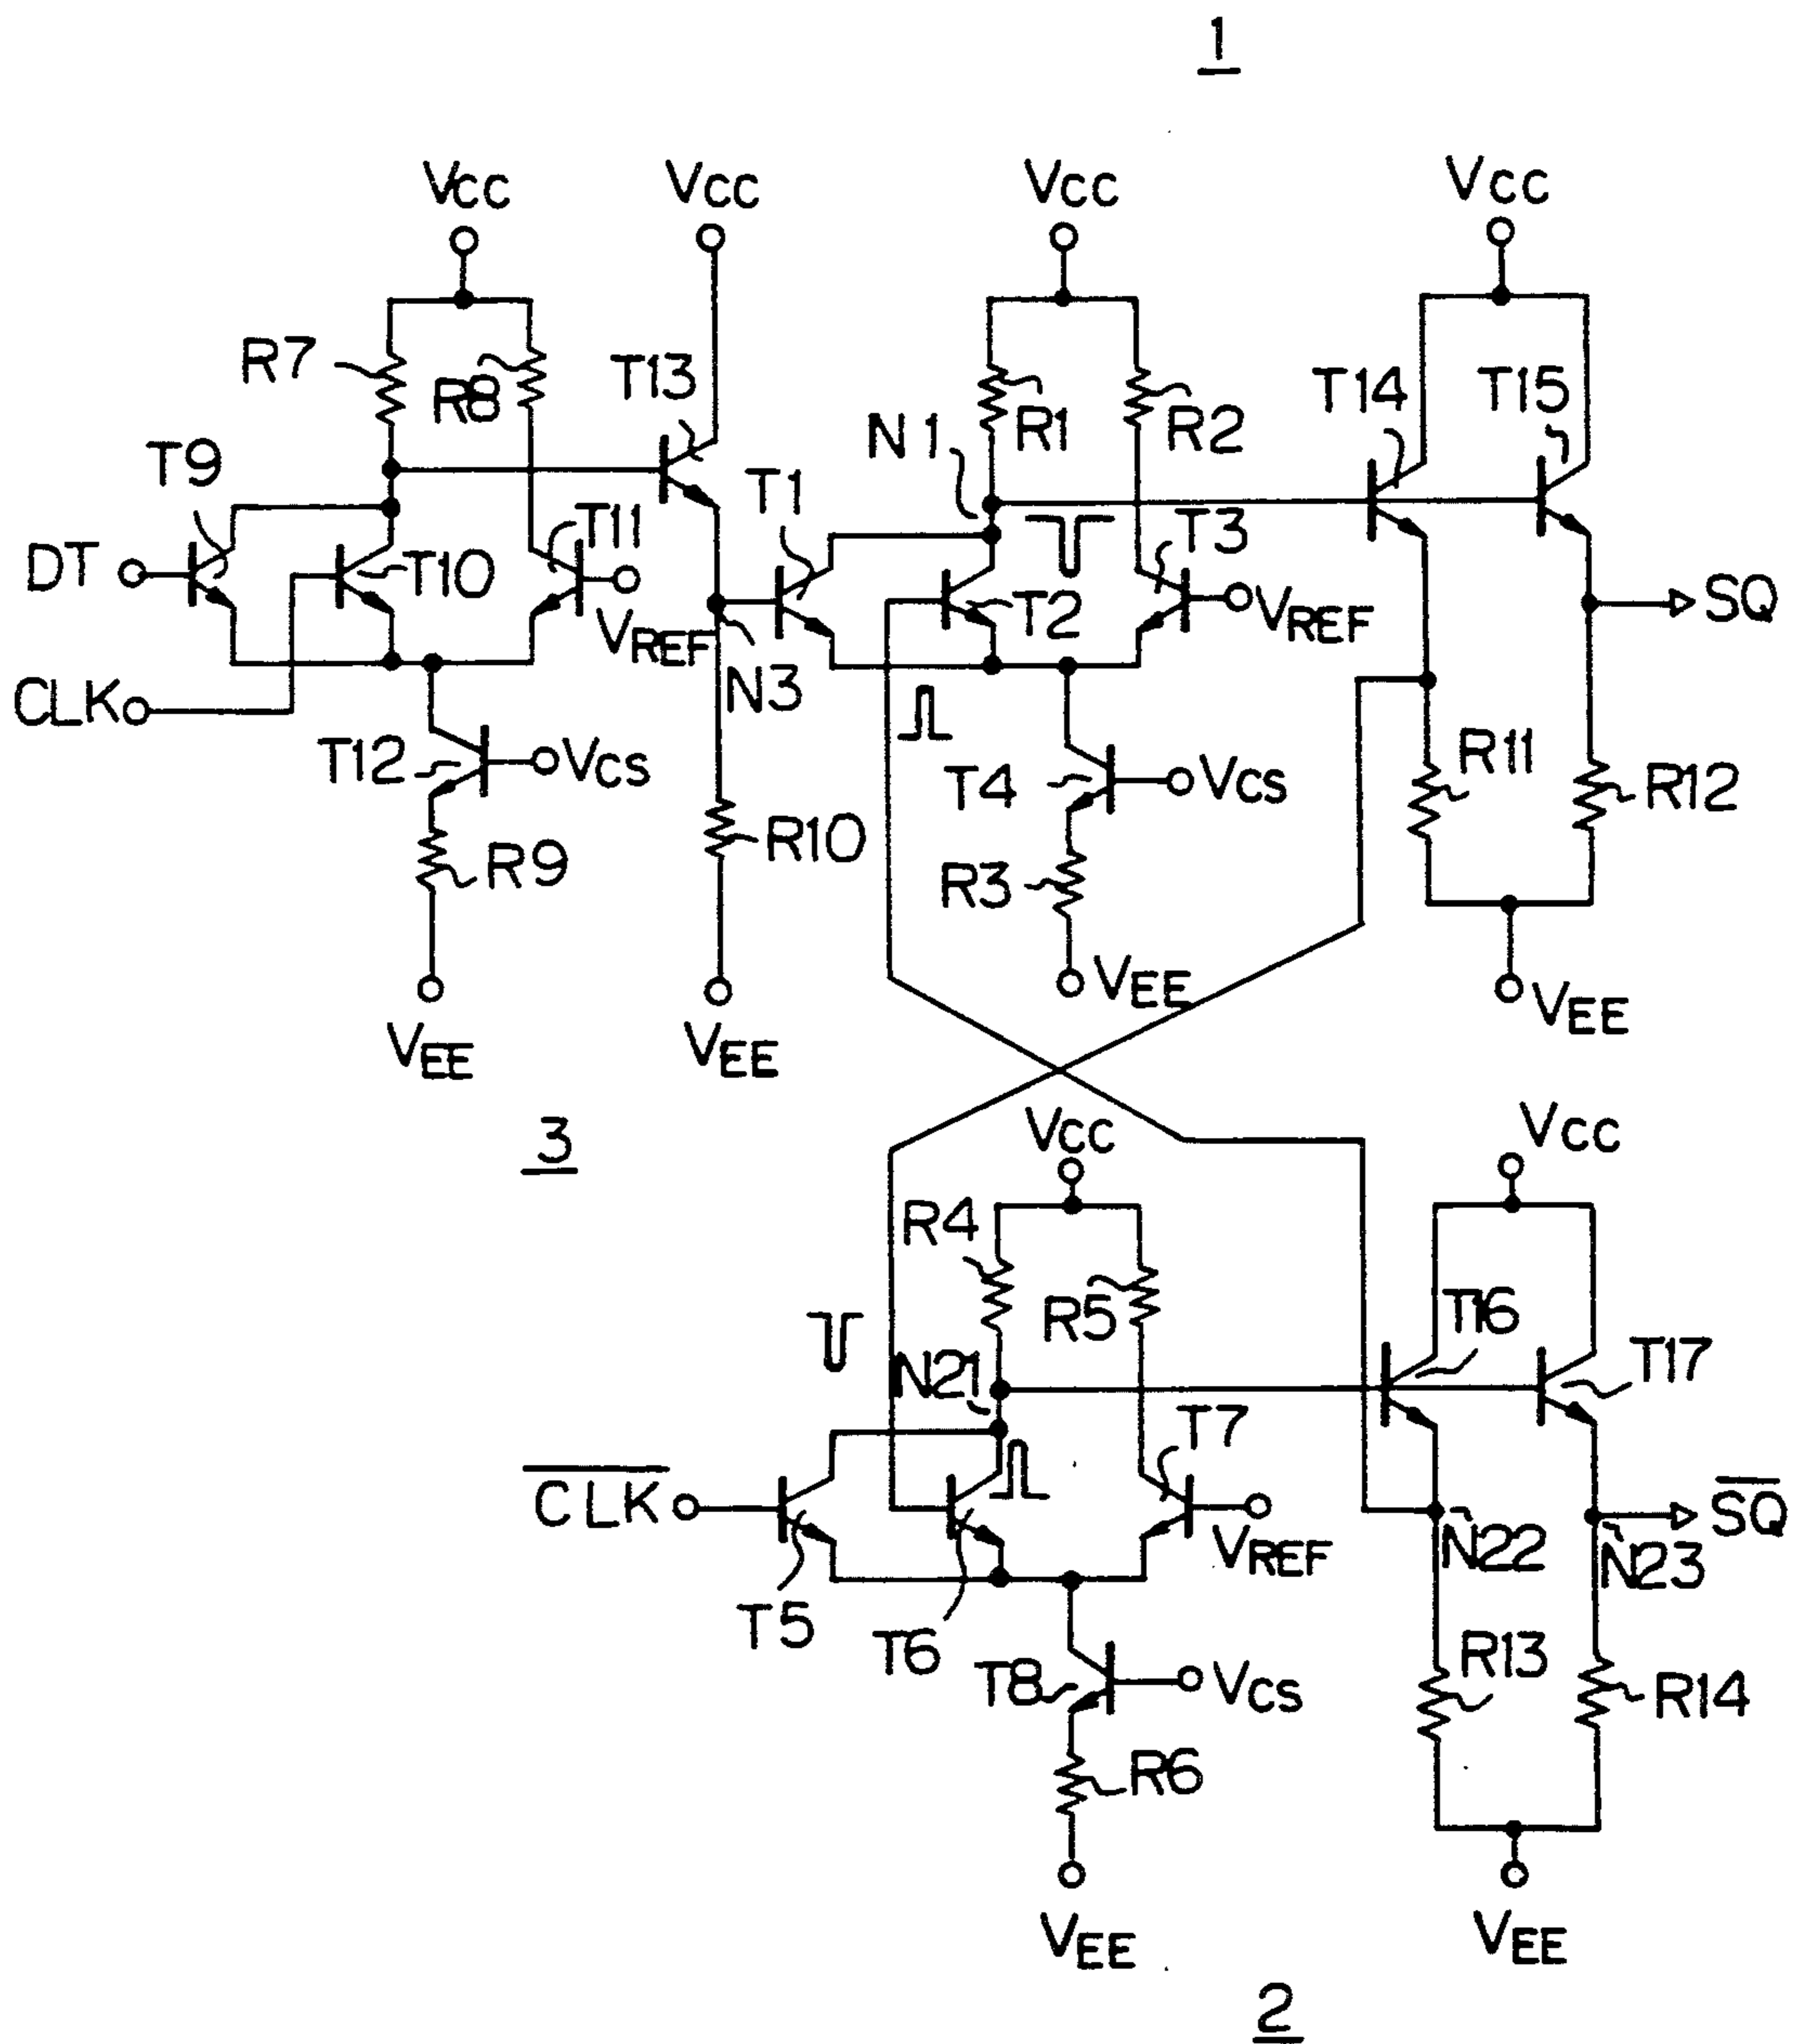 1
VCC VCC VCC VCC
R7 R8 T13 R1 R2 T14 T15
T9 N1
T1
DT T10 T11 T2 T3 SQ
VREF VREF
CLK N3
T12 VCS T4 VCS R11 R12
R9 R10 R3
VEE VEE VEE VEE
3
VCC VCC
R4 R5 T16 T17
N21 T7
CLK VREF N22 SQ
N23
T5 T6 T8 VCS R13 R14
R6
VEE VEE
2